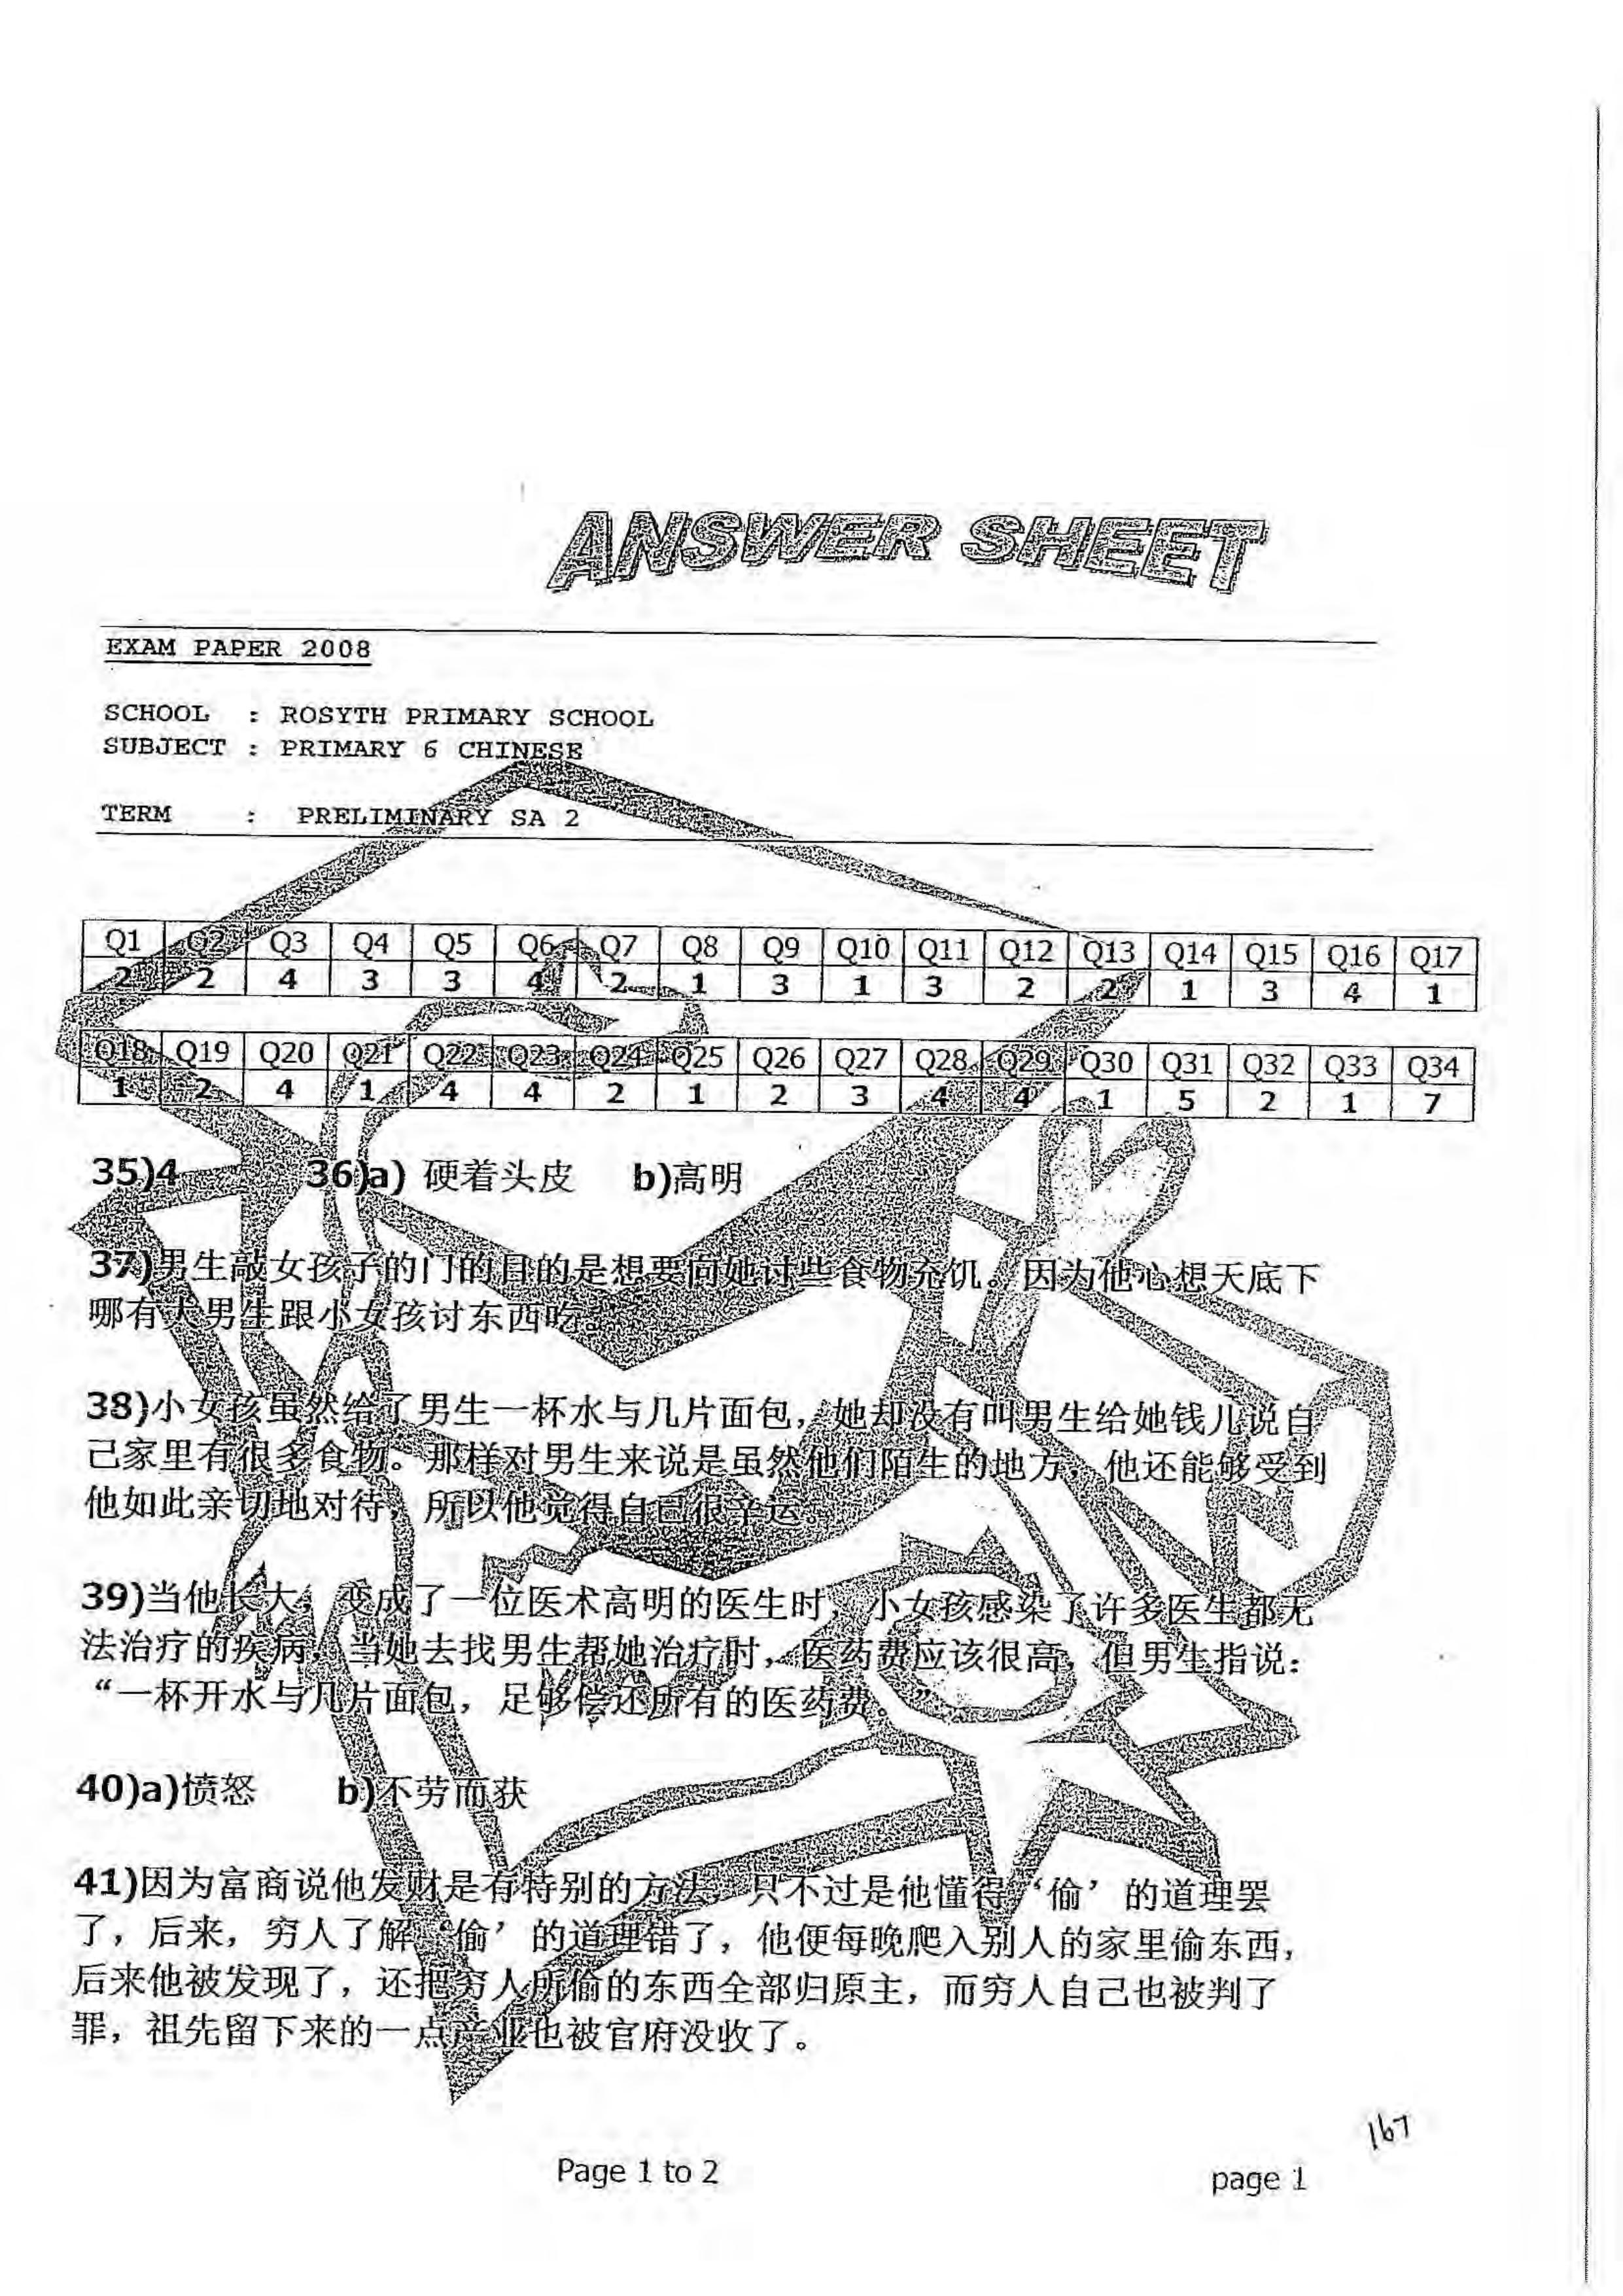 ANSWER SHEET
EXAM PAPER 2008
SCHOOL : ROSYTH PRIMARY SCHOOL
SUBJECT : PRIMARY 6 CHINESE
TERM : PRELIMINARY SA 2
Q1 Q2 Q3 Q4 Q5 Q6 Q7 Q8 Q9 Q10 Q11 Q12 Q13 Q14 Q15 Q16 Q17
2 2 4 3 3 4 2 1 3 1 3 2 2 1 3 4 1
Q18 Q19 Q20 Q21 Q22 Q23 Q24 Q25 Q26 Q27 Q28 Q29 Q30 Q31 Q32 Q33 Q34
1 2 4 1 4 4 2 1 2 3 4 4 1 5 2 1 7
35)4 36)a) 硬着头皮 b)高明
37)男生敲女孩子的门的目的是想要向她讨些食物充饥。因为他心想天底下
哪有大男生跟小女孩讨东西吃。
38)小女孩虽然给了男生一杯水与几片面包，她却没有叫男生给她钱儿说自
己家里有很多食物。那样对男生来说是虽然他们陌生的地方，他还能够受到
他如此亲切地对待，所以他觉得自己很幸运。
39)当他长大，变成了一位医术高明的医生时，小女孩感染了许多医生都无
法治疗的疾病，当她去找男生帮她治疗时，医药费应该很高，但男生指说：
“一杯开水与几片面包，足够偿还所有的医药费。”
40)a)愤怒 b)不劳而获
41)因为富商说他发财是有特别的方法，只不过是他懂得‘偷’的道理罢
了，后来，穷人了解‘偷’的道理错了，他便每晚爬入别人的家里偷东西，
后来他被发现了，还把穷人所偷的东西全部归原主，而穷人自己也被判了
罪，祖先留下来的一点产业也被官府没收了。
167
Page 1 to 2 page 1